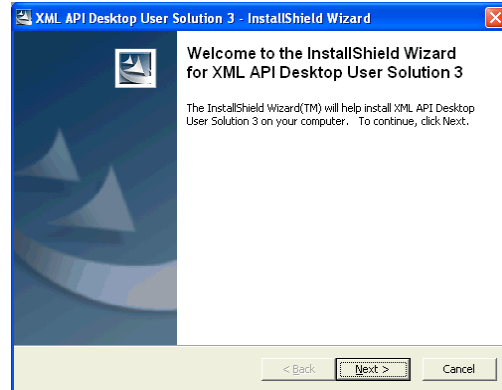 XML API Desktop User Solution 3 - InstallShield Wizard
Welcome to the InstallShield Wizard
for XML API Desktop User Solution 3
The InstallShield Wizard(TM) will help install XML API Desktop
User Solution 3 on your computer. To continue, click Next.
< Back Next > Cancel